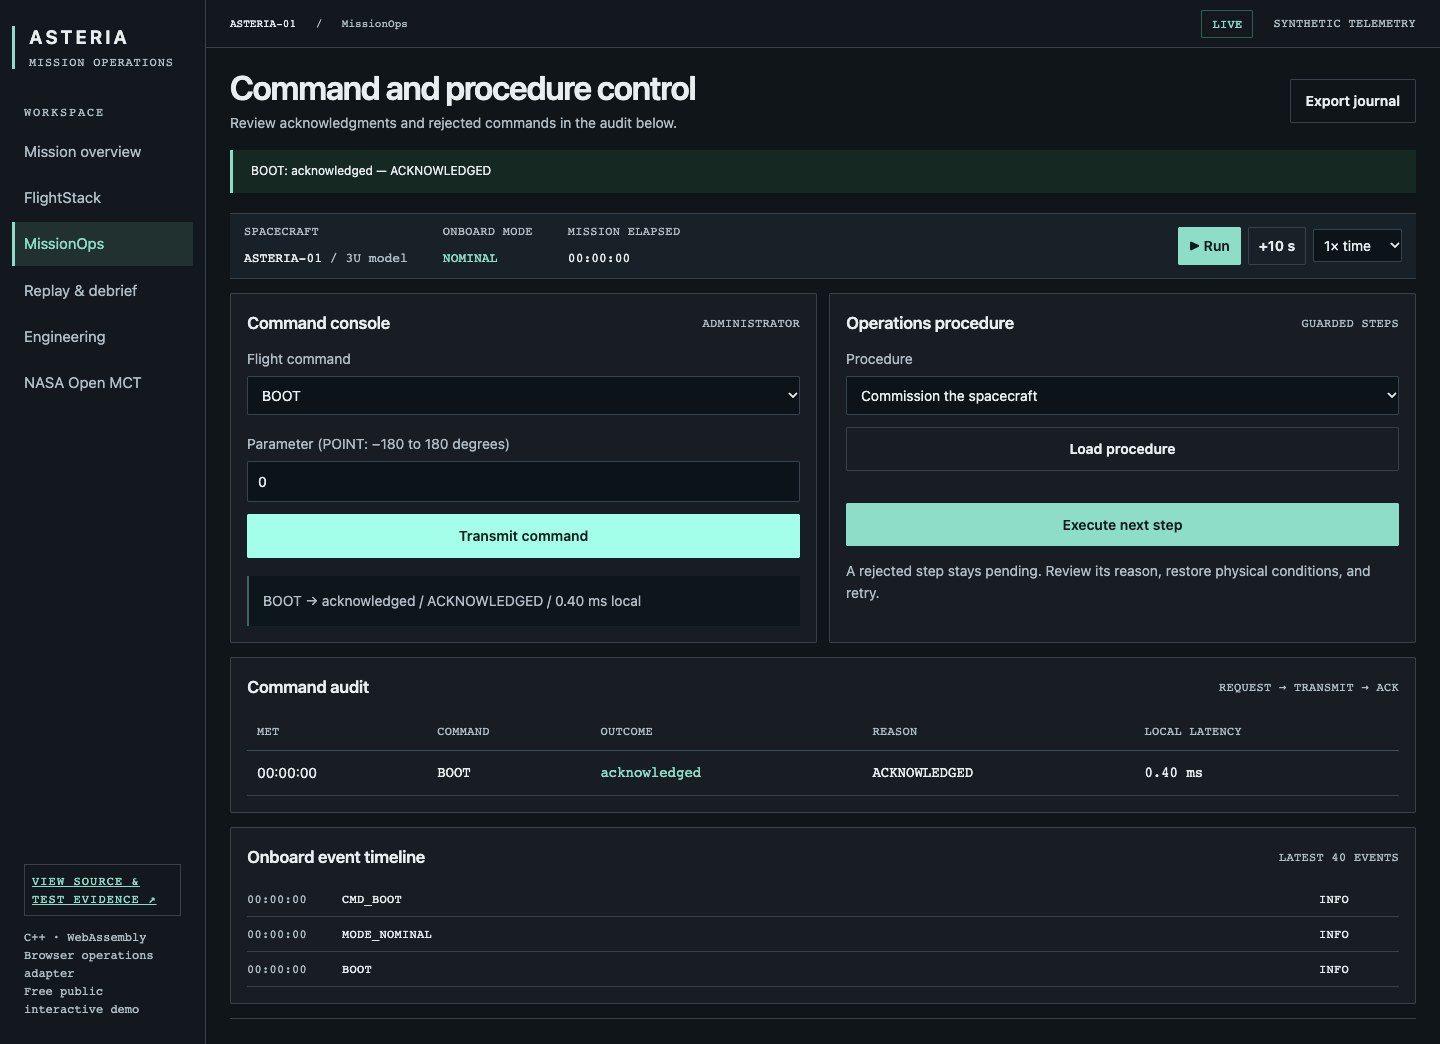 ASTERIA
MISSION OPERATIONS
WORKSPACE
Mission overview
FlightStack
MissionOps
Replay & debrief
Engineering
NASA Open MCT
VIEW SOURCE &
TEST EVIDENCE ↗
C++ · WebAssembly
Browser operations
adapter
Free public
interactive demo
ASTERIA-01 / MissionOps
LIVE SYNTHETIC TELEMETRY
Command and procedure control
Review acknowledgments and rejected commands in the audit below.
Export journal
BOOT: acknowledged — ACKNOWLEDGED
SPACECRAFT ONBOARD MODE MISSION ELAPSED
ASTERIA-01 / 3U model NOMINAL 00:00:00
▶ Run +10 s 1× time
Command console ADMINISTRATOR
Flight command
BOOT
Parameter (POINT: −180 to 180 degrees)
0
Transmit command
BOOT → acknowledged / ACKNOWLEDGED / 0.40 ms local
Operations procedure GUARDED STEPS
Procedure
Commission the spacecraft
Load procedure
Execute next step
A rejected step stays pending. Review its reason, restore physical conditions, and
retry.
Command audit REQUEST → TRANSMIT → ACK
MET COMMAND OUTCOME REASON LOCAL LATENCY
00:00:00 BOOT acknowledged ACKNOWLEDGED 0.40 ms
Onboard event timeline LATEST 40 EVENTS
00:00:00 CMD_BOOT INFO
00:00:00 MODE_NOMINAL INFO
00:00:00 BOOT INFO